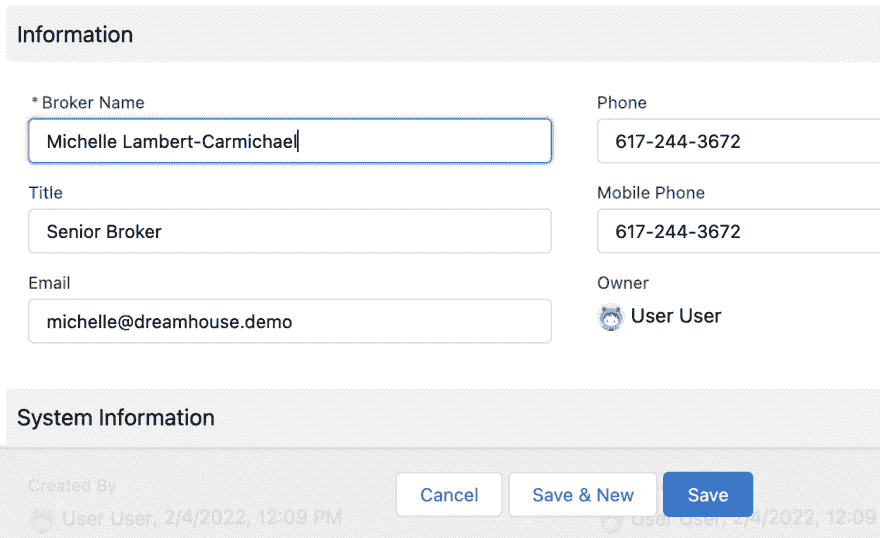 Information
* Broker Name
Michelle Lambert-Carmichael
Phone
617-244-3672
Title
Senior Broker
Mobile Phone
617-244-3672
Email
michelle@dreamhouse.demo
Owner
User User
System Information
Created By
User User, 2/4/2022, 12:09 PM
User User, 2/4/2022, 12:09
Cancel
Save & New
Save